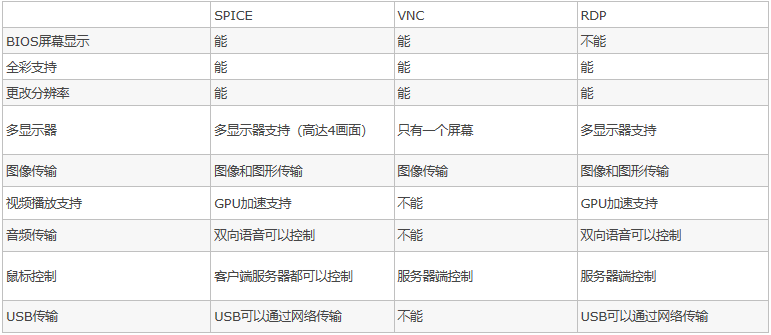 SPICE VNC RDP
BIOS屏幕显示 能 能 不能
全彩支持 能 能 能
更改分辨率 能 能 能
多显示器 多显示器支持（高达4画面） 只有一个屏幕 多显示器支持
图像传输 图像和图形传输 图像传输 图像和图形传输
视频播放支持 GPU加速支持 不能 GPU加速支持
音频传输 双向语音可以控制 不能 双向语音可以控制
鼠标控制 客户端服务器都可以控制 服务器端控制 服务器端控制
USB传输 USB可以通过网络传输 不能 USB可以通过网络传输